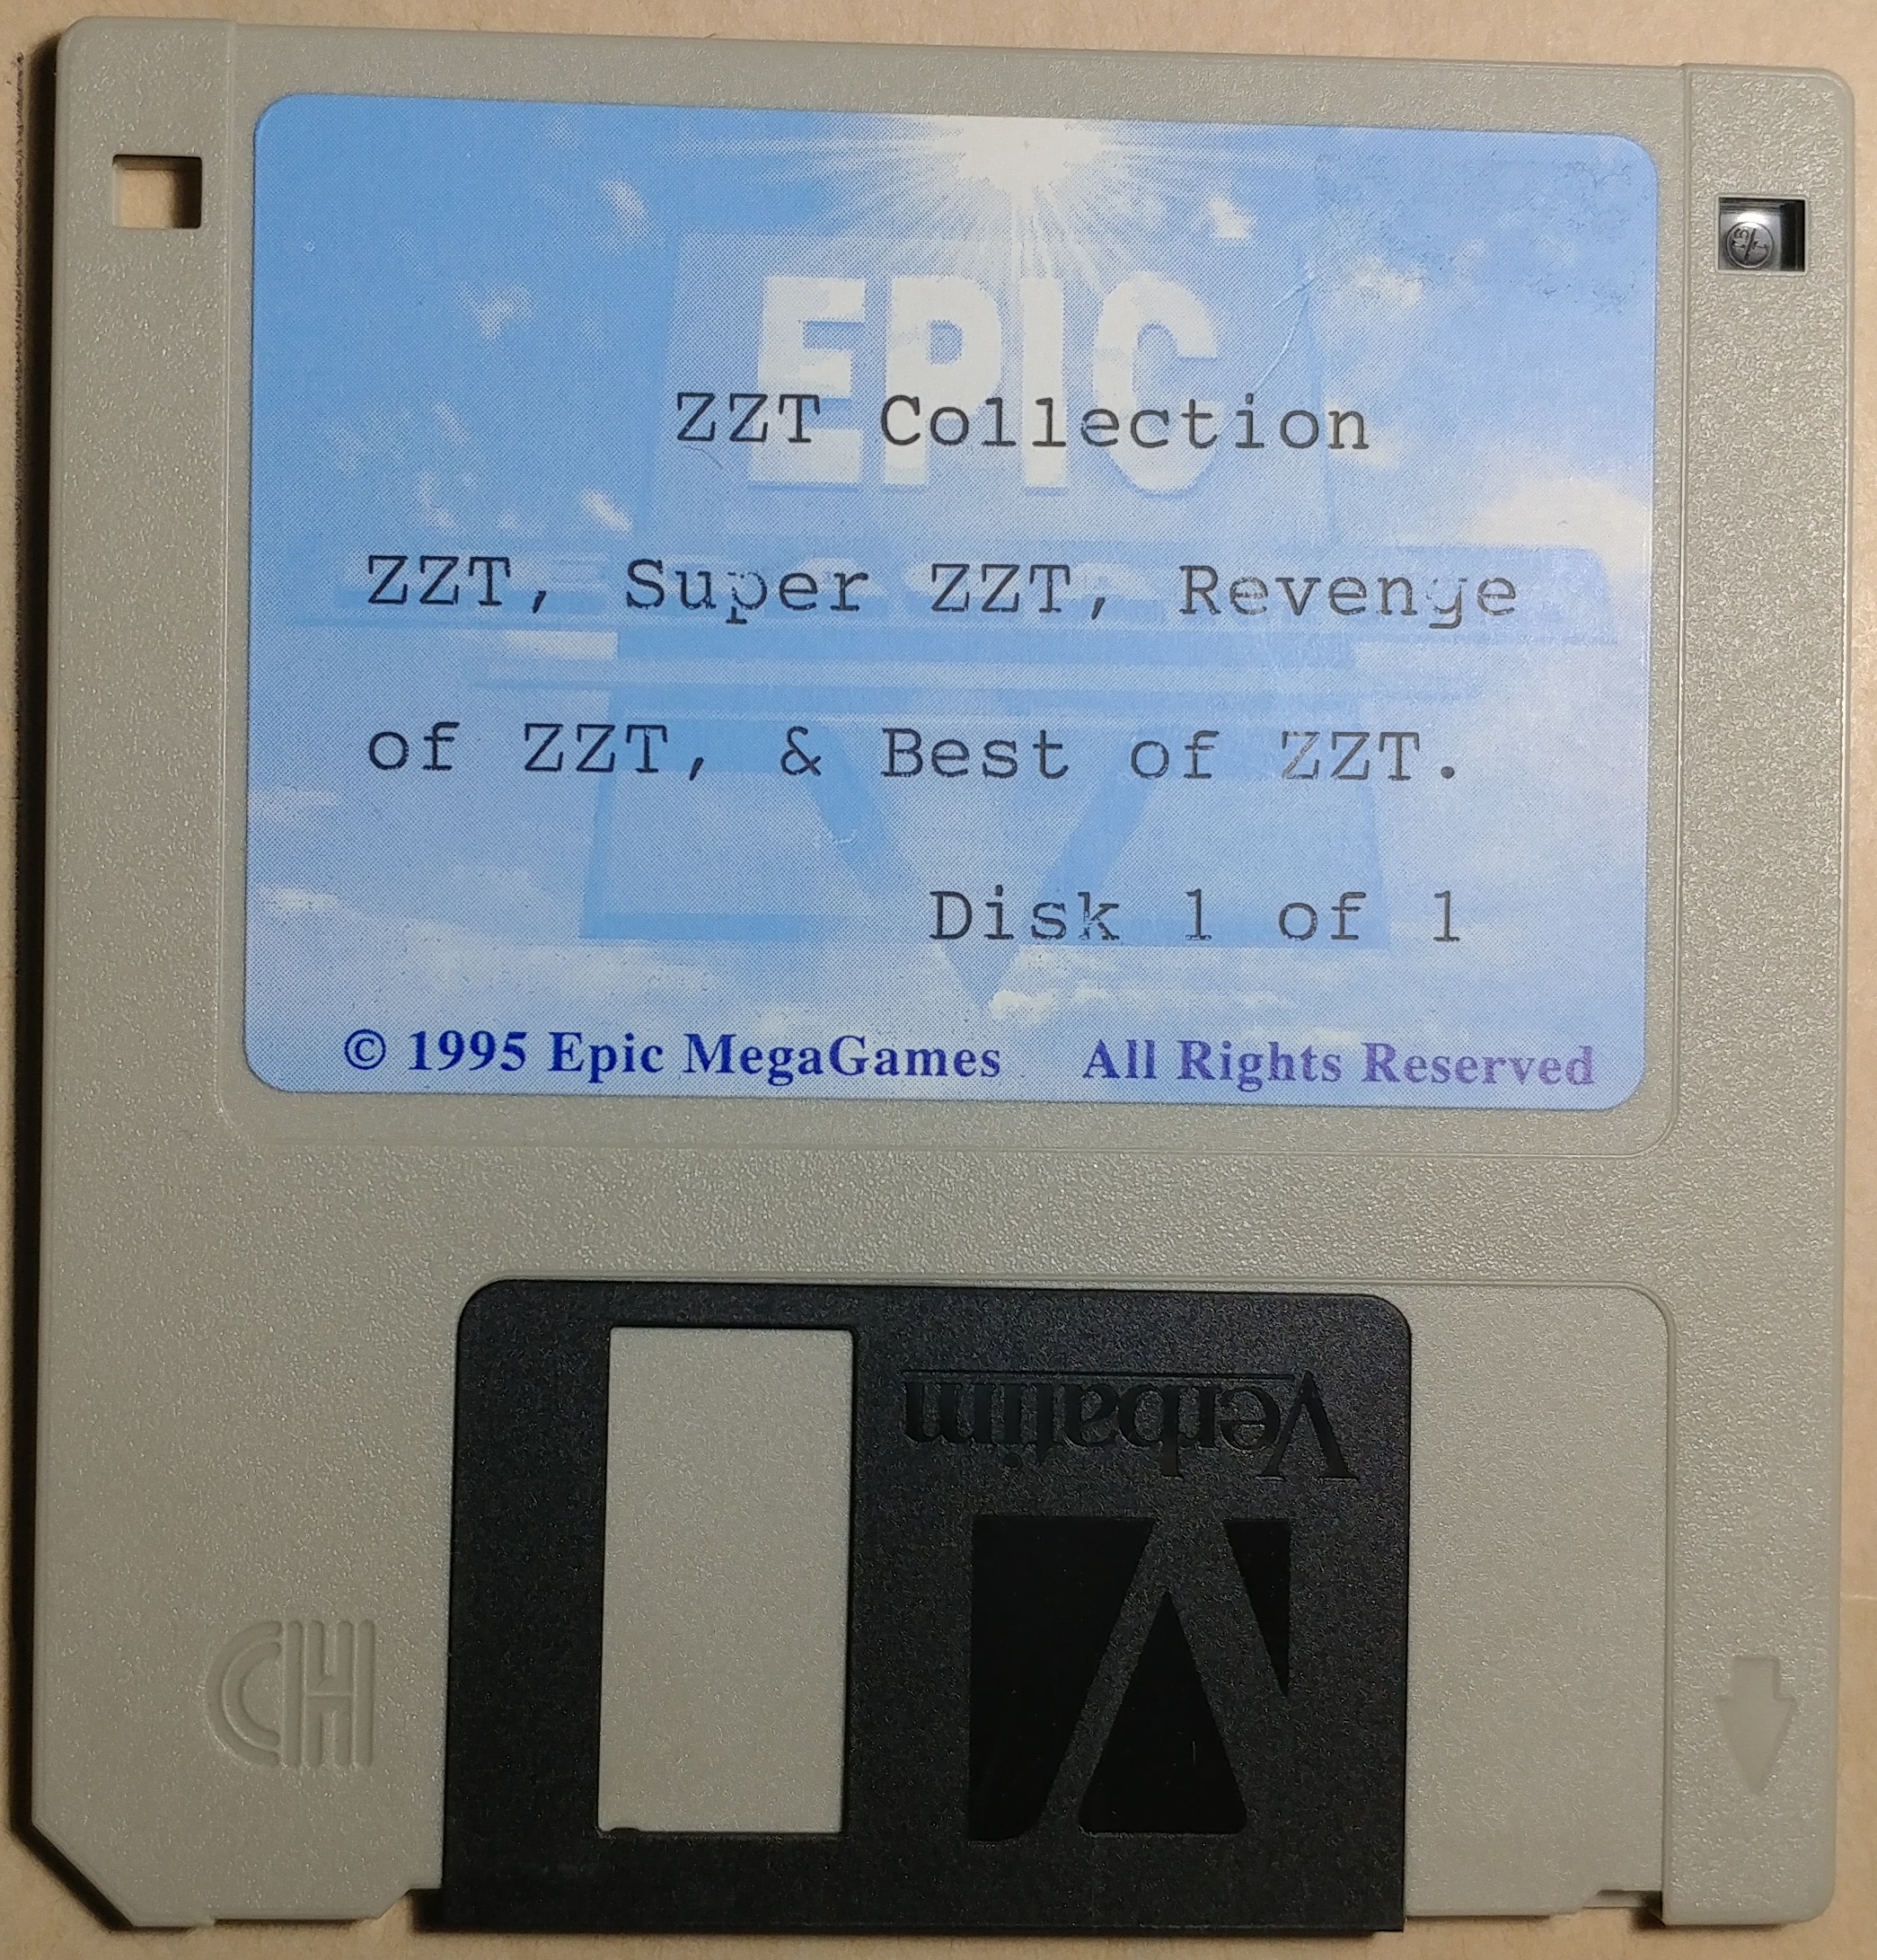 EPIC
ZZT Collection
ZZT, Super ZZT, Revenge
of ZZT, & Best of ZZT.
Disk 1 of 1
© 1995 Epic MegaGames All Rights Reserved
Verbatim